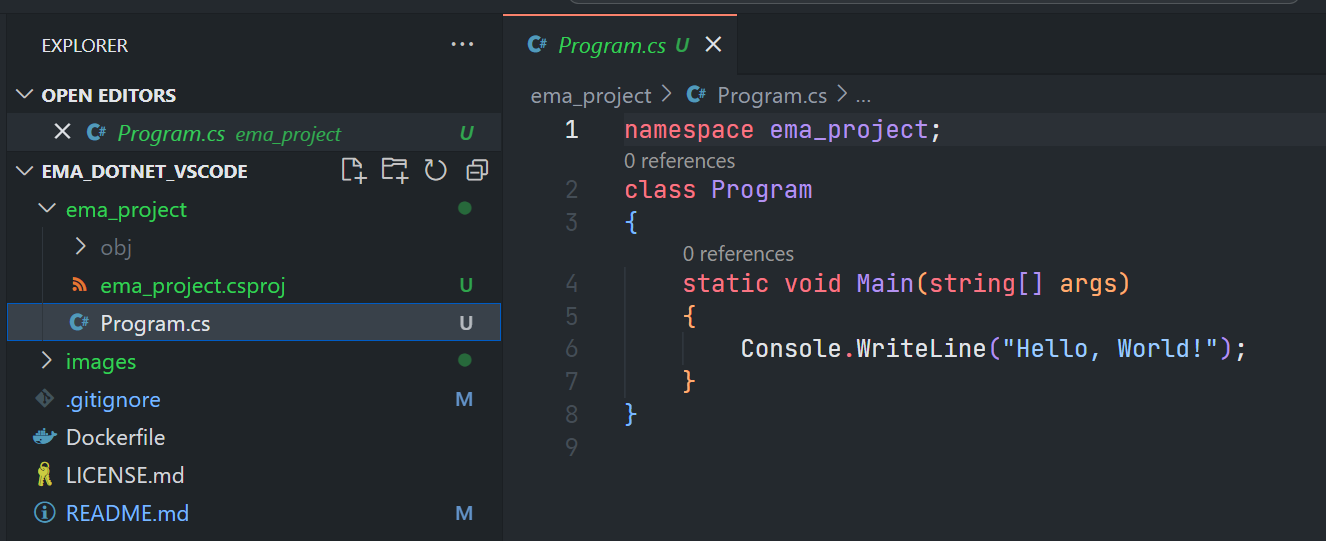 EXPLORER ...
OPEN EDITORS
Program.cs ema_project U
EMA_DOTNET_VSCODE
ema_project
obj
ema_project.csproj U
C# Program.cs U
images
.gitignore M
Dockerfile
LICENSE.md
README.md M
Program.cs U
ema_project > Program.cs > ...
1 namespace ema_project;
0 references
2 class Program
3 {
0 references
4 static void Main(string[] args)
5 {
6 Console.WriteLine("Hello, World!");
7 }
8 }
9